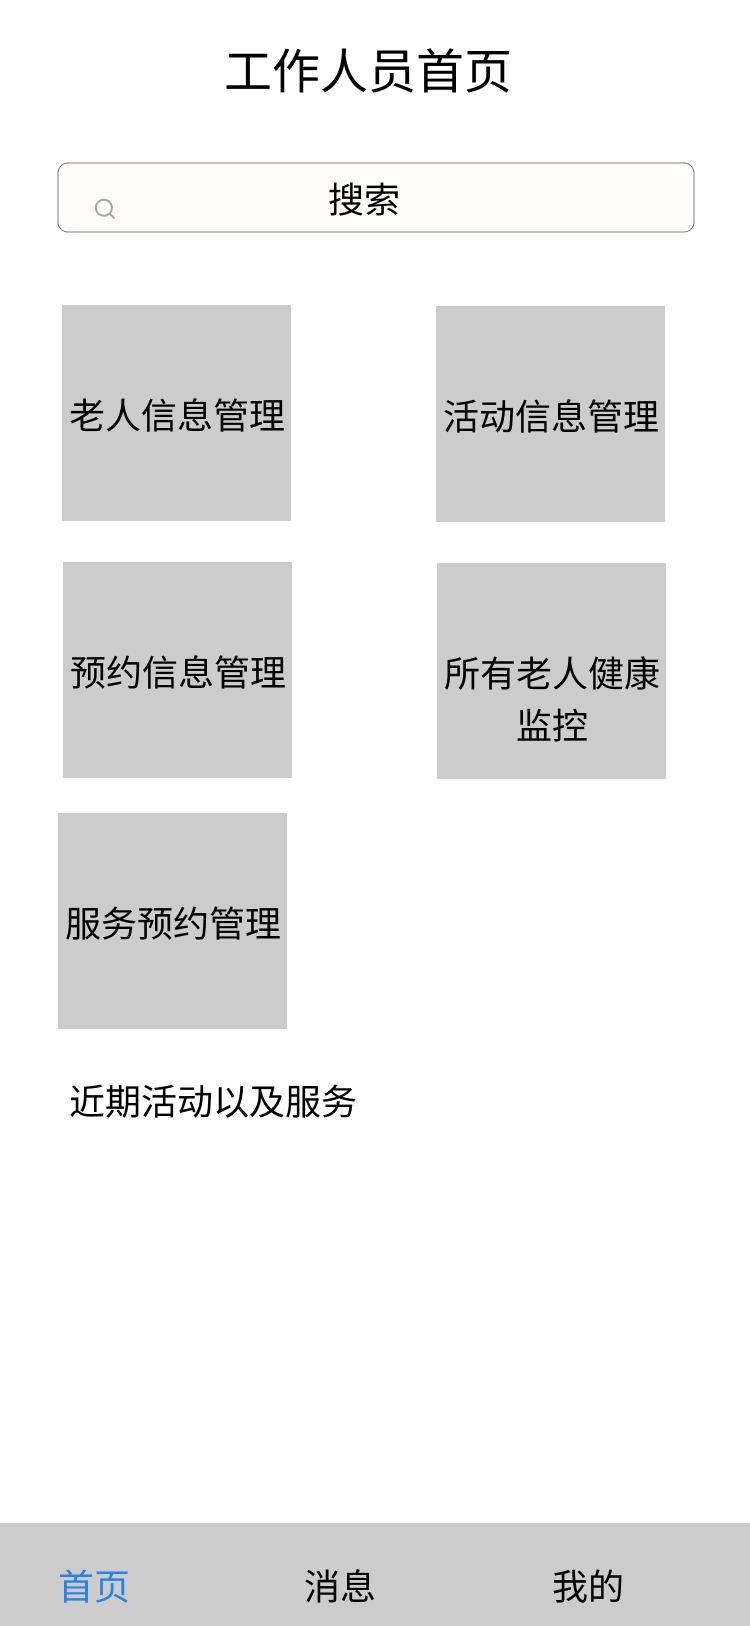 工作人员首页
搜索
老人信息管理
活动信息管理
预约信息管理
所有老人健康
监控
服务预约管理
近期活动以及服务
首页
消息
我的